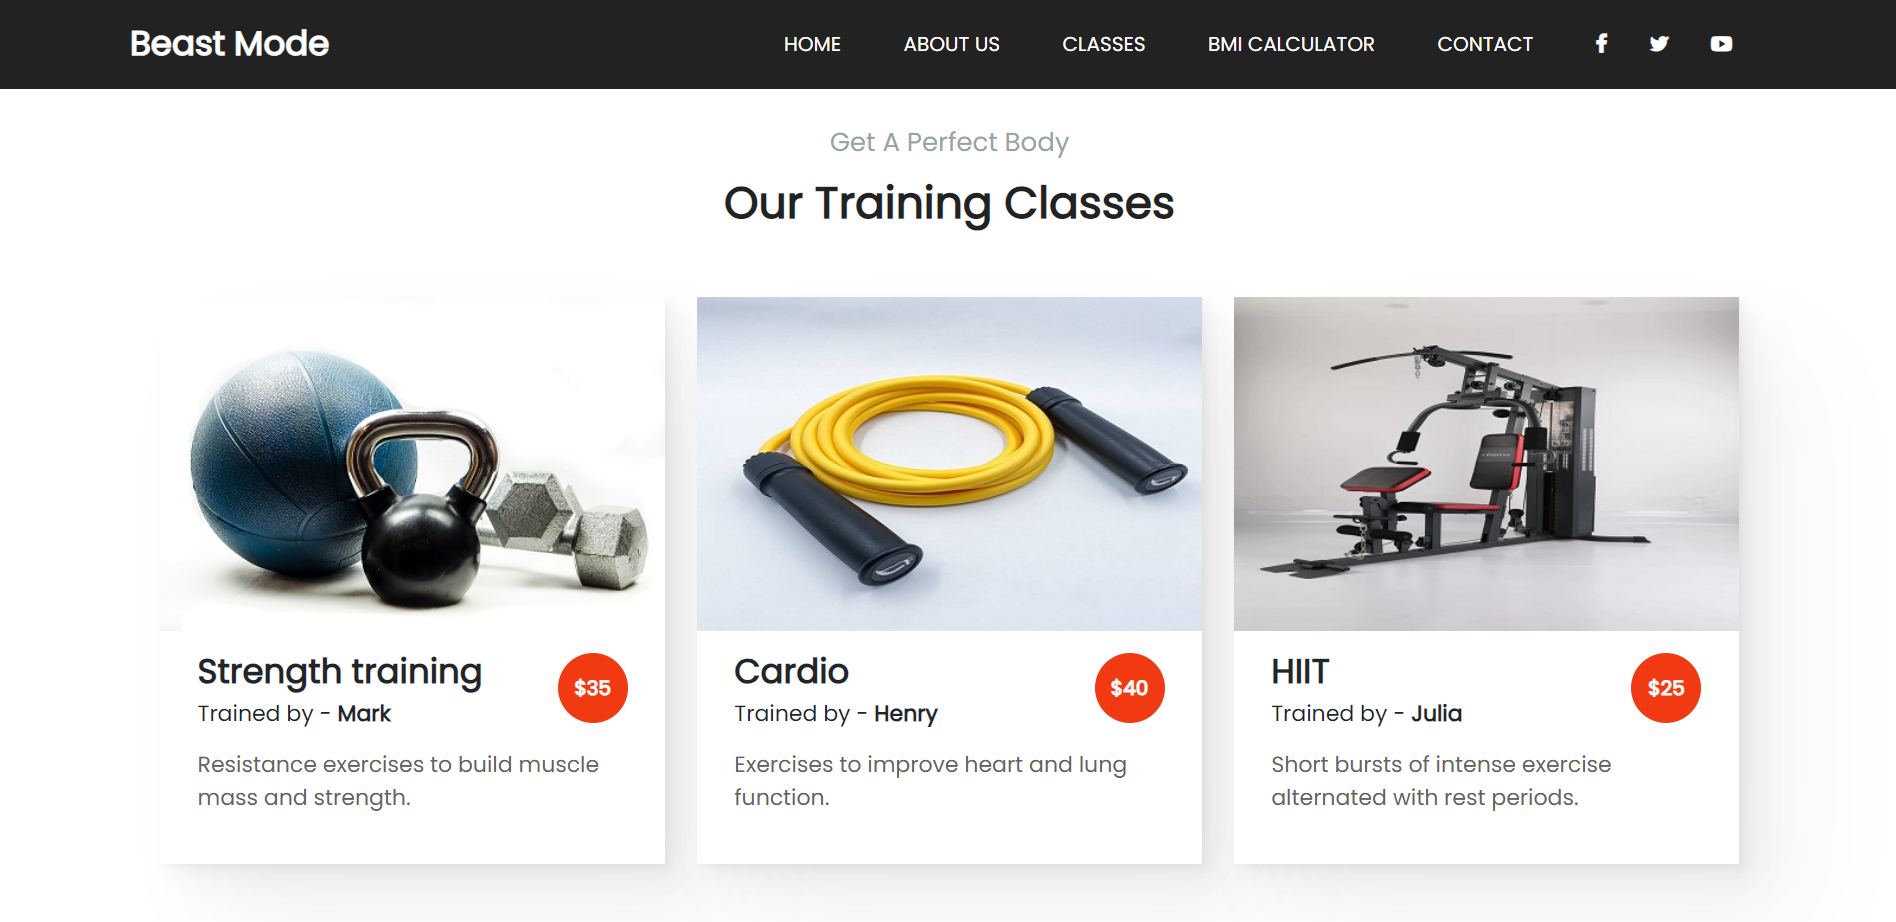 Beast Mode
HOME ABOUT US CLASSES BMI CALCULATOR CONTACT
Get A Perfect Body
Our Training Classes
Strength training
$35
Trained by - Mark
Resistance exercises to build muscle
mass and strength.
Cardio
$40
Trained by - Henry
Exercises to improve heart and lung
function.
HIIT
$25
Trained by - Julia
Short bursts of intense exercise
alternated with rest periods.